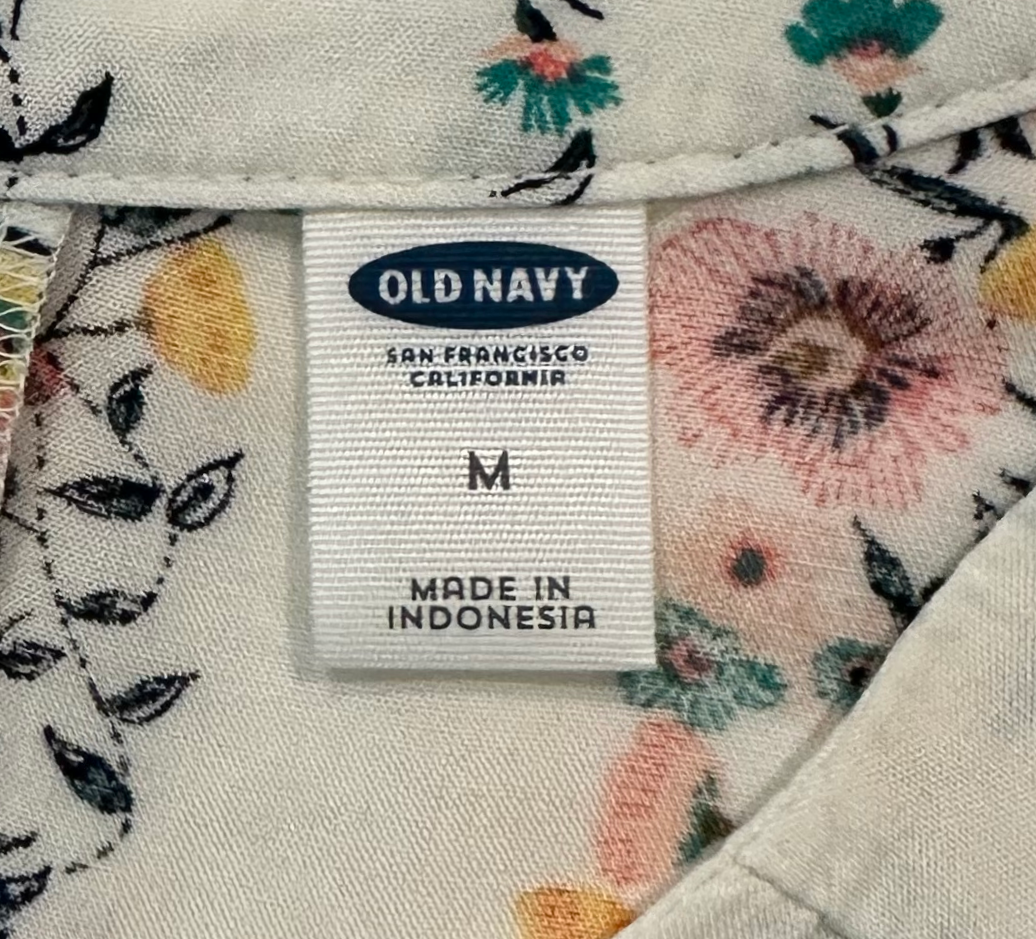 OLD NAVY
SAN FRANCISCO
CALIFORNIA
M
MADE IN
INDONESIA